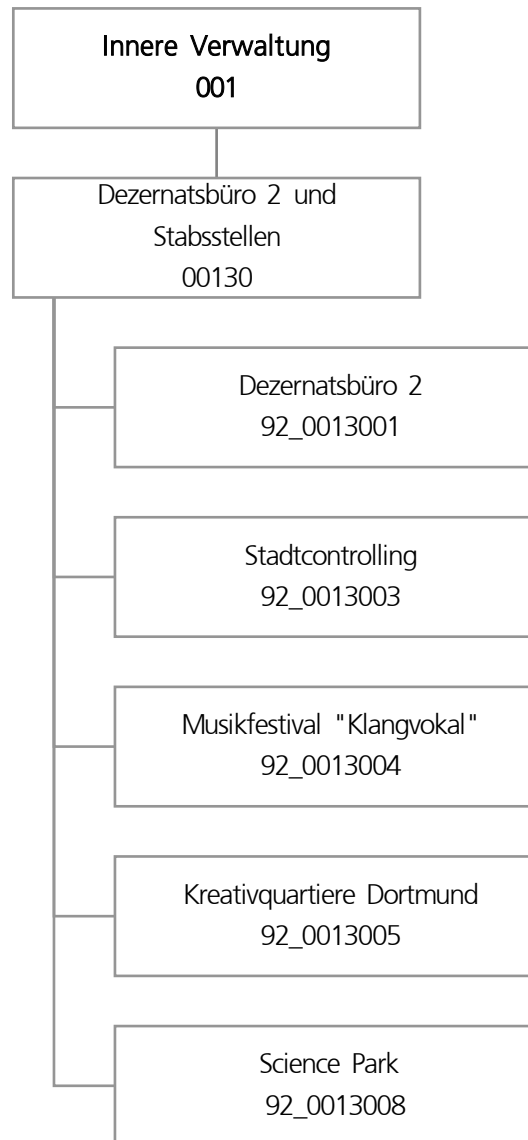 Innere Verwaltung
001
Dezernatsbüro 2 und
Stabsstellen
00130
Dezernatsbüro 2
92_0013001
Stadtcontrolling
92_0013003
Musikfestival "Klangvokal"
92_0013004
Kreativquartiere Dortmund
92_0013005
Science Park
92_0013008